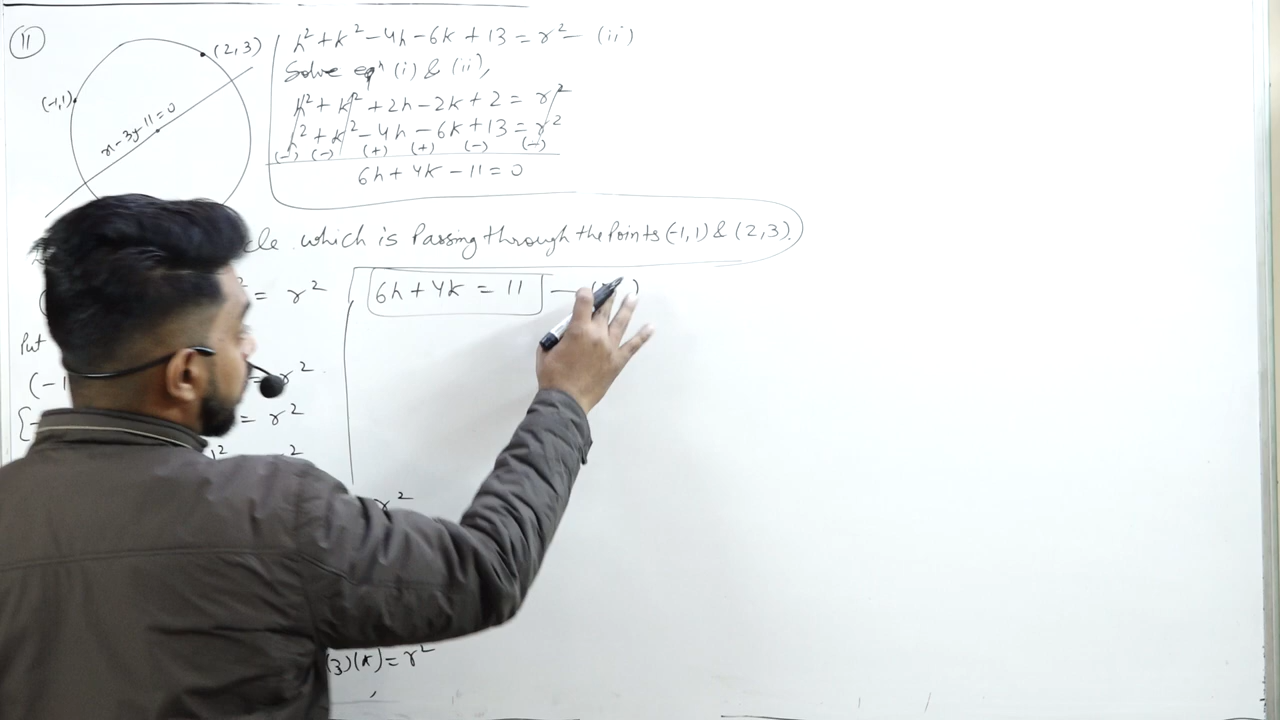 11
(2,3)
(-1,1)
x-3y-11=0
h²+k²-4h-6k+13=r² — (ii)
Solve eqⁿ (i) & (ii),
h²+k²+2h-2k+2=r²
h²+k²-4h-6k+13=r²
(-) (-) (+) (+) (-) (-)
6h+4k-11=0
which is Passing through the Points (-1,1) & (2,3).
= r²
6h+4k=11 —
Put
(-1
r²
= r²
r²
(3)(k)=r²